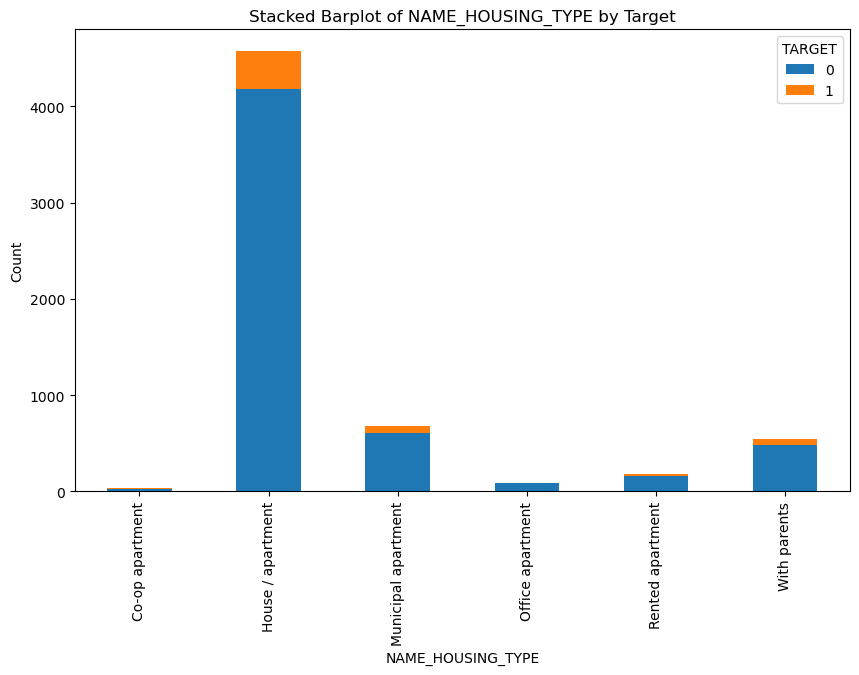 Stacked Barplot of NAME_HOUSING_TYPE by Target
TARGET
0
1
Count
4000
3000
2000
1000
0
Co-op apartment
House / apartment
Municipal apartment
Office apartment
Rented apartment
With parents
NAME_HOUSING_TYPE